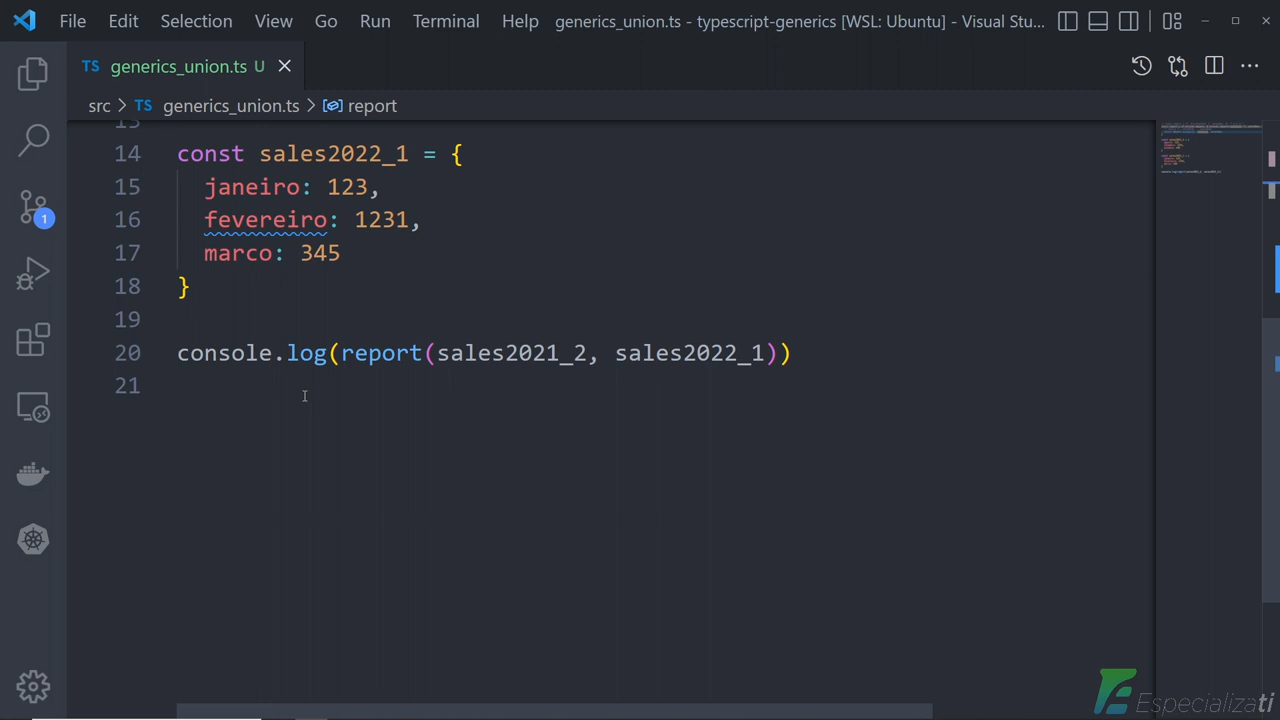 File Edit Selection View Go Run Terminal Help generics_union.ts - typescript-generics [WSL: Ubuntu] - Visual Stu...
TS generics_union.ts U
src > TS generics_union.ts > report
13
14 const sales2022_1 = {
15 janeiro: 123,
16 fevereiro: 1231,
17 marco: 345
18 }
19
20 console.log(report(sales2021_2, sales2022_1))
21
1
Especializati